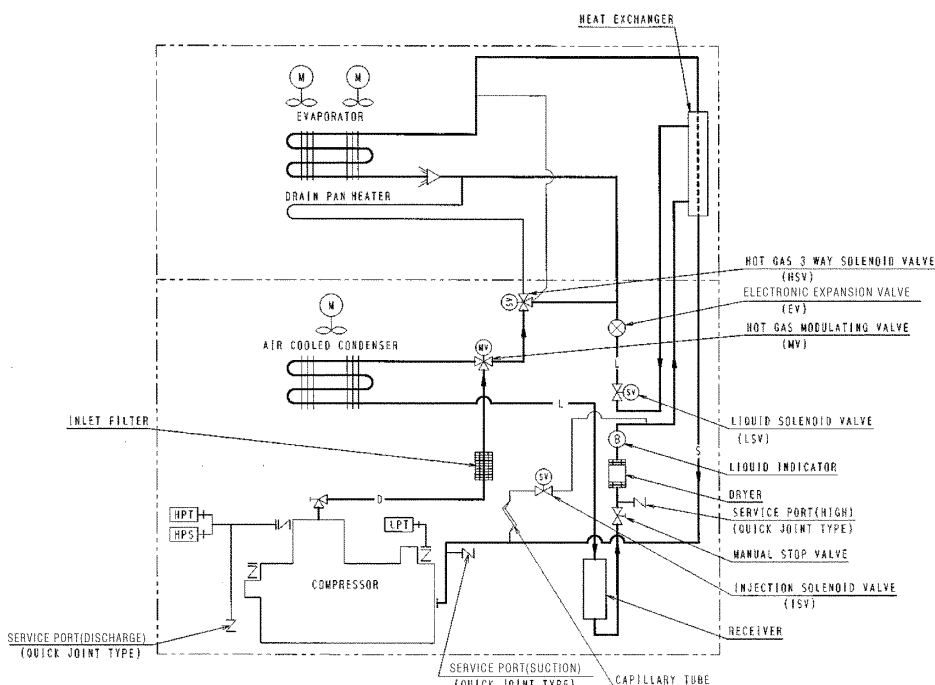 HEAT EXCHANGER
M
M
EVAPORATOR
DRAIN PAN HEATER
HOT GAS 3 WAY SOLENOID VALVE
(HSV)
SV
ELECTRONIC EXPANSION VALVE
(EV)
M
HOT GAS MODULATING VALVE
(MV)
AIR COOLED CONDENSER
MV
L
SV
INLET FILTER
L
LIQUID SOLENOID VALVE
(LSV)
B
S
LIQUID INDICATOR
SV
DRYER
D
SERVICE PORT(HIGH)
(QUICK JOINT TYPE)
HPT
HPS
LPT
MANUAL STOP VALVE
COMPRESSOR
INJECTION SOLENOID VALVE
(ISV)
RECEIVER
SERVICE PORT(DISCHARGE)
(QUICK JOINT TYPE)
SERVICE PORT(SUCTION)
(QUICK JOINT TYPE)
CAPILLARY TUBE